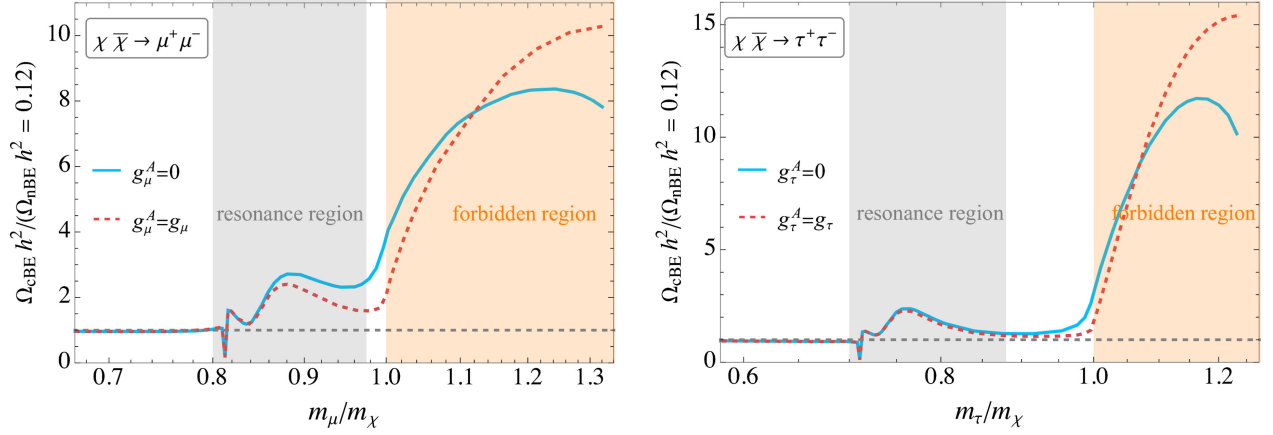 χ χ̅ → μ⁺ μ⁻
g_μ^A=0
g_μ^A=g_μ
resonance region
forbidden region
Ω_cBE h²/(Ω_nBE h² = 0.12)
0
2
4
6
8
10
0.7
0.8
0.9
1.0
1.1
1.2
1.3
m_μ/m_χ
χ χ̅ → τ⁺ τ⁻
g_τ^A=0
g_τ^A=g_τ
resonance region
forbidden region
Ω_cBE h²/(Ω_nBE h² = 0.12)
0
5
10
15
0.6
0.8
1.0
1.2
m_τ/m_χ